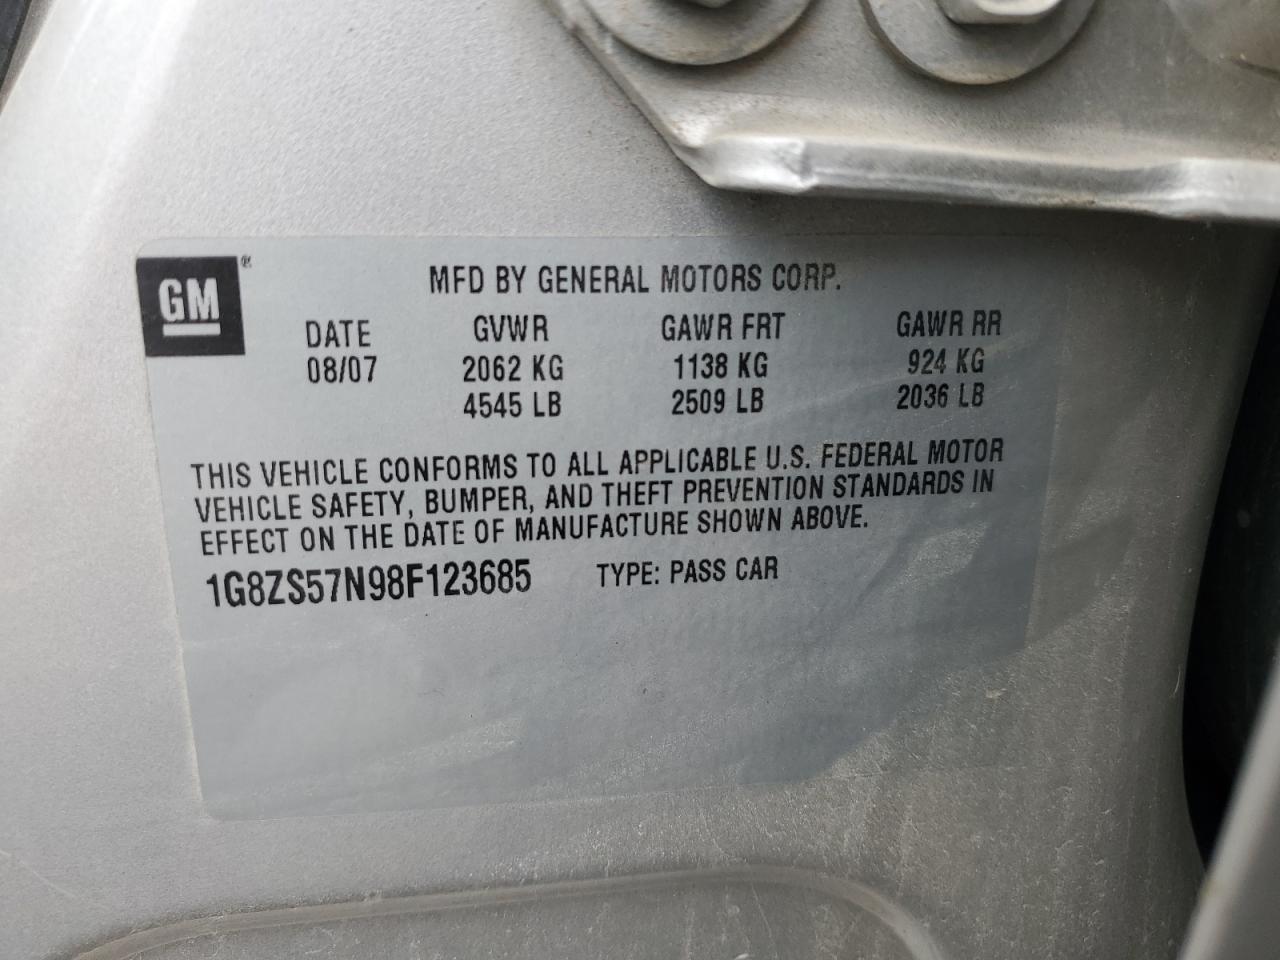 GM®
MFD BY GENERAL MOTORS CORP.
DATE GVWR GAWR FRT GAWR RR
08/07 2062 KG 1138 KG 924 KG
4545 LB 2509 LB 2036 LB
THIS VEHICLE CONFORMS TO ALL APPLICABLE U.S. FEDERAL MOTOR
VEHICLE SAFETY, BUMPER, AND THEFT PREVENTION STANDARDS IN
EFFECT ON THE DATE OF MANUFACTURE SHOWN ABOVE.
1G8ZS57N98F123685 TYPE: PASS CAR